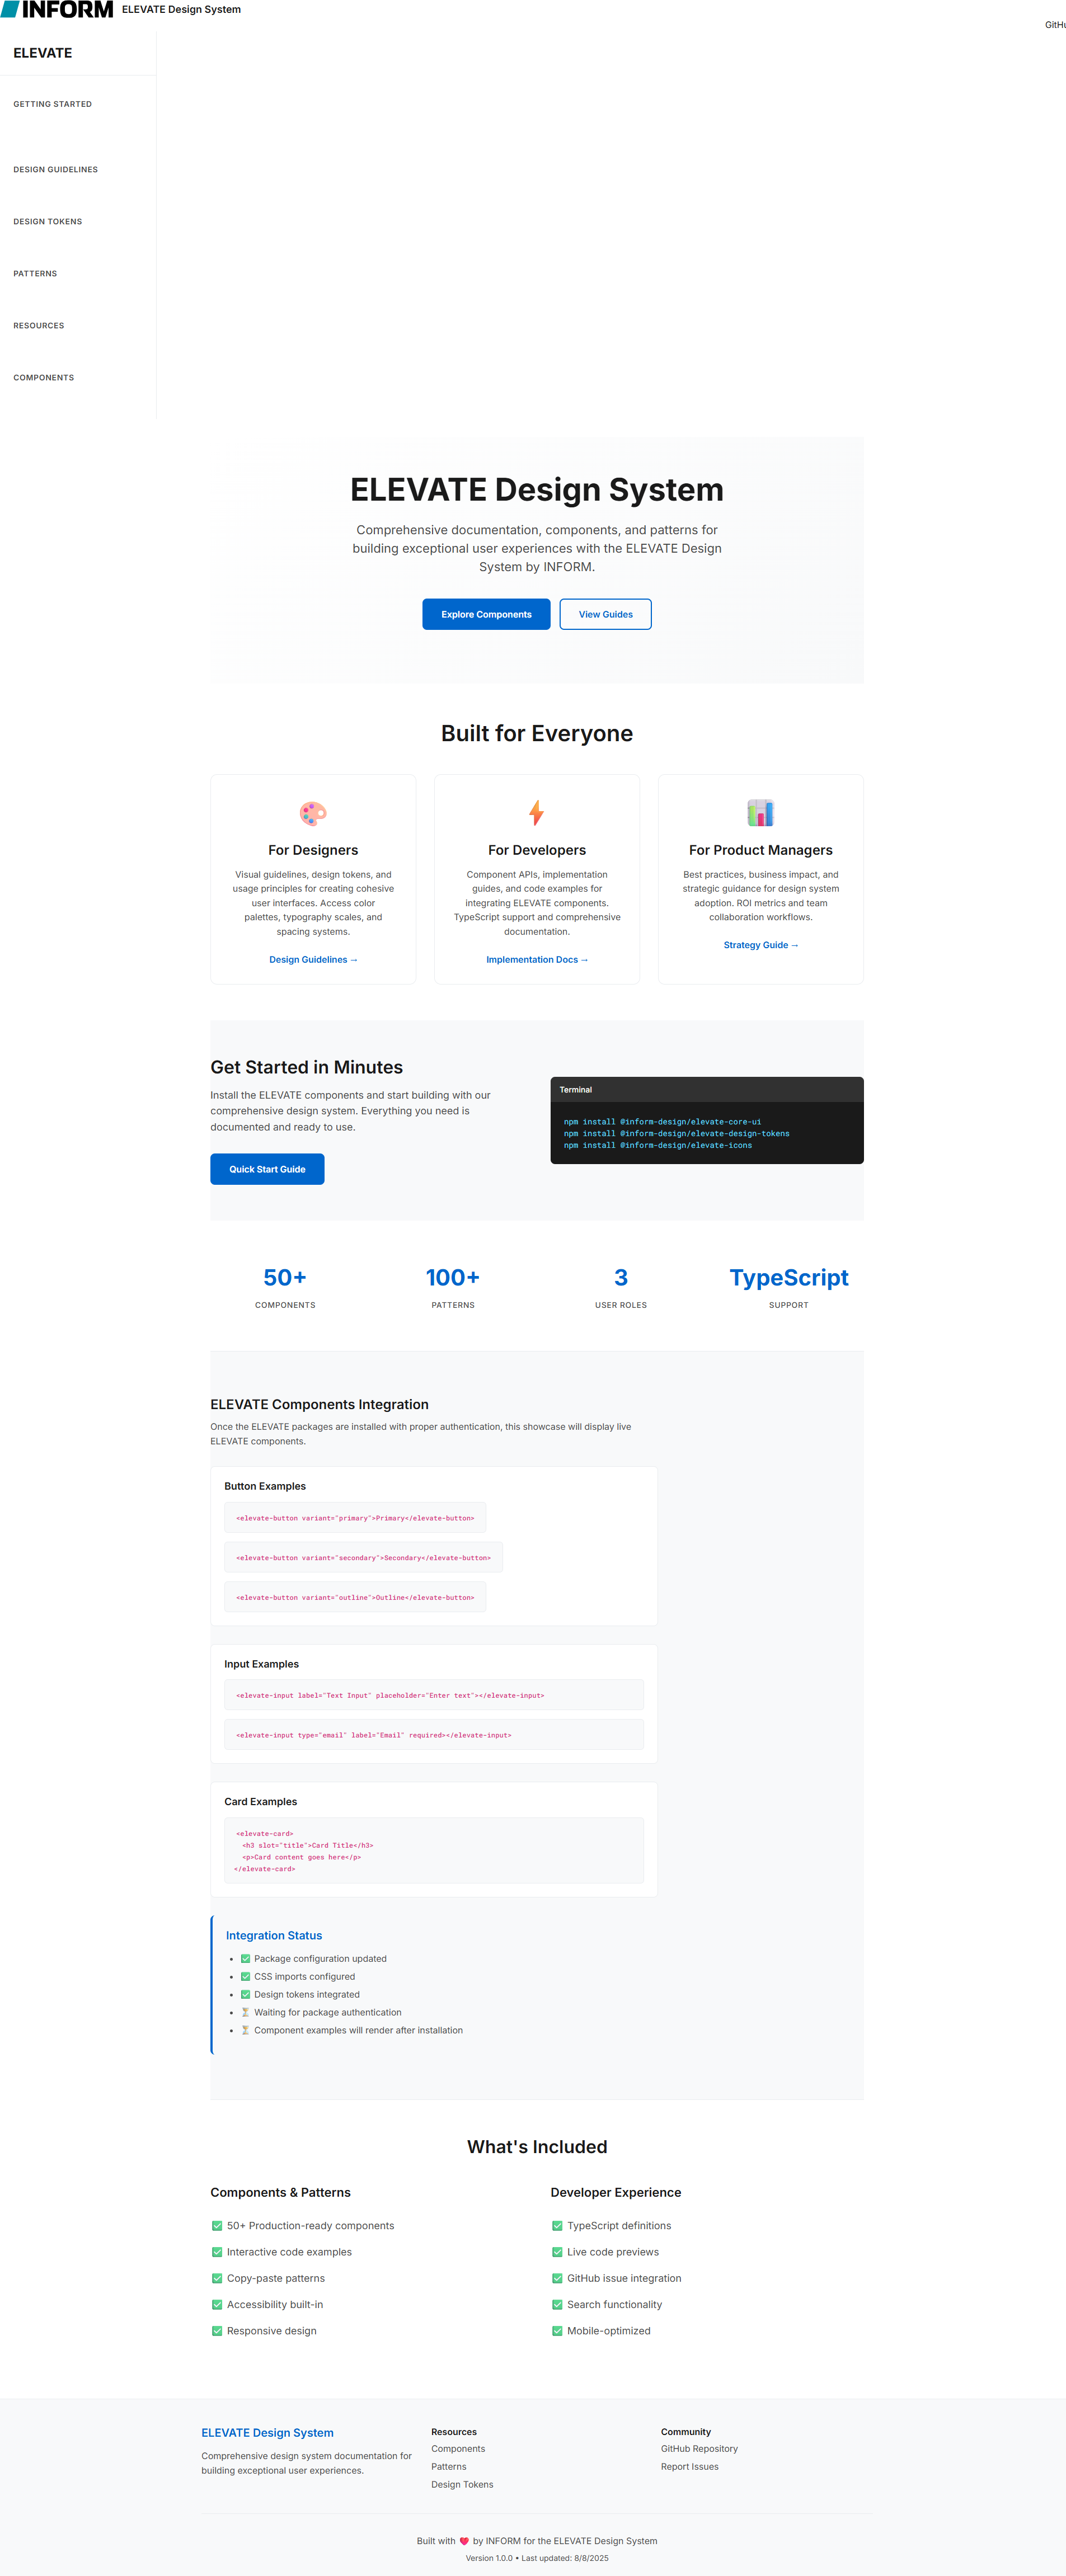 INFORM ELEVATE Design System
GitHu
ELEVATE
GETTING STARTED
DESIGN GUIDELINES
DESIGN TOKENS
PATTERNS
RESOURCES
COMPONENTS
ELEVATE Design System
Comprehensive documentation, components, and patterns for
building exceptional user experiences with the ELEVATE Design
System by INFORM.
Explore Components
View Guides
Built for Everyone
For Designers
Visual guidelines, design tokens, and
usage principles for creating cohesive
user interfaces. Access color
palettes, typography scales, and
spacing systems.
Design Guidelines →
For Developers
Component APIs, implementation
guides, and code examples for
integrating ELEVATE components.
TypeScript support and comprehensive
documentation.
Implementation Docs →
For Product Managers
Best practices, business impact, and
strategic guidance for design system
adoption. ROI metrics and team
collaboration workflows.
Strategy Guide →
Get Started in Minutes
Install the ELEVATE components and start building with our
comprehensive design system. Everything you need is
documented and ready to use.
Quick Start Guide
Terminal
npm install @inform-design/elevate-core-ui
npm install @inform-design/elevate-design-tokens
npm install @inform-design/elevate-icons
50+
COMPONENTS
100+
PATTERNS
3
USER ROLES
TypeScript
SUPPORT
ELEVATE Components Integration
Once the ELEVATE packages are installed with proper authentication, this showcase will display live
ELEVATE components.
Button Examples
<elevate-button variant="primary">Primary</elevate-button>
<elevate-button variant="secondary">Secondary</elevate-button>
<elevate-button variant="outline">Outline</elevate-button>
Input Examples
<elevate-input label="Text Input" placeholder="Enter text"></elevate-input>
<elevate-input type="email" label="Email" required></elevate-input>
Card Examples
<elevate-card>
<h3 slot="title">Card Title</h3>
<p>Card content goes here</p>
</elevate-card>
Integration Status
• ✅ Package configuration updated
• ✅ CSS imports configured
• ✅ Design tokens integrated
• ⏳ Waiting for package authentication
• ⏳ Component examples will render after installation
What's Included
Components & Patterns
✅ 50+ Production-ready components
✅ Interactive code examples
✅ Copy-paste patterns
✅ Accessibility built-in
✅ Responsive design
Developer Experience
✅ TypeScript definitions
✅ Live code previews
✅ GitHub issue integration
✅ Search functionality
✅ Mobile-optimized
ELEVATE Design System
Comprehensive design system documentation for
building exceptional user experiences.
Resources
Components
Patterns
Design Tokens
Community
GitHub Repository
Report Issues
Built with ❤️ by INFORM for the ELEVATE Design System
Version 1.0.0 • Last updated: 8/8/2025